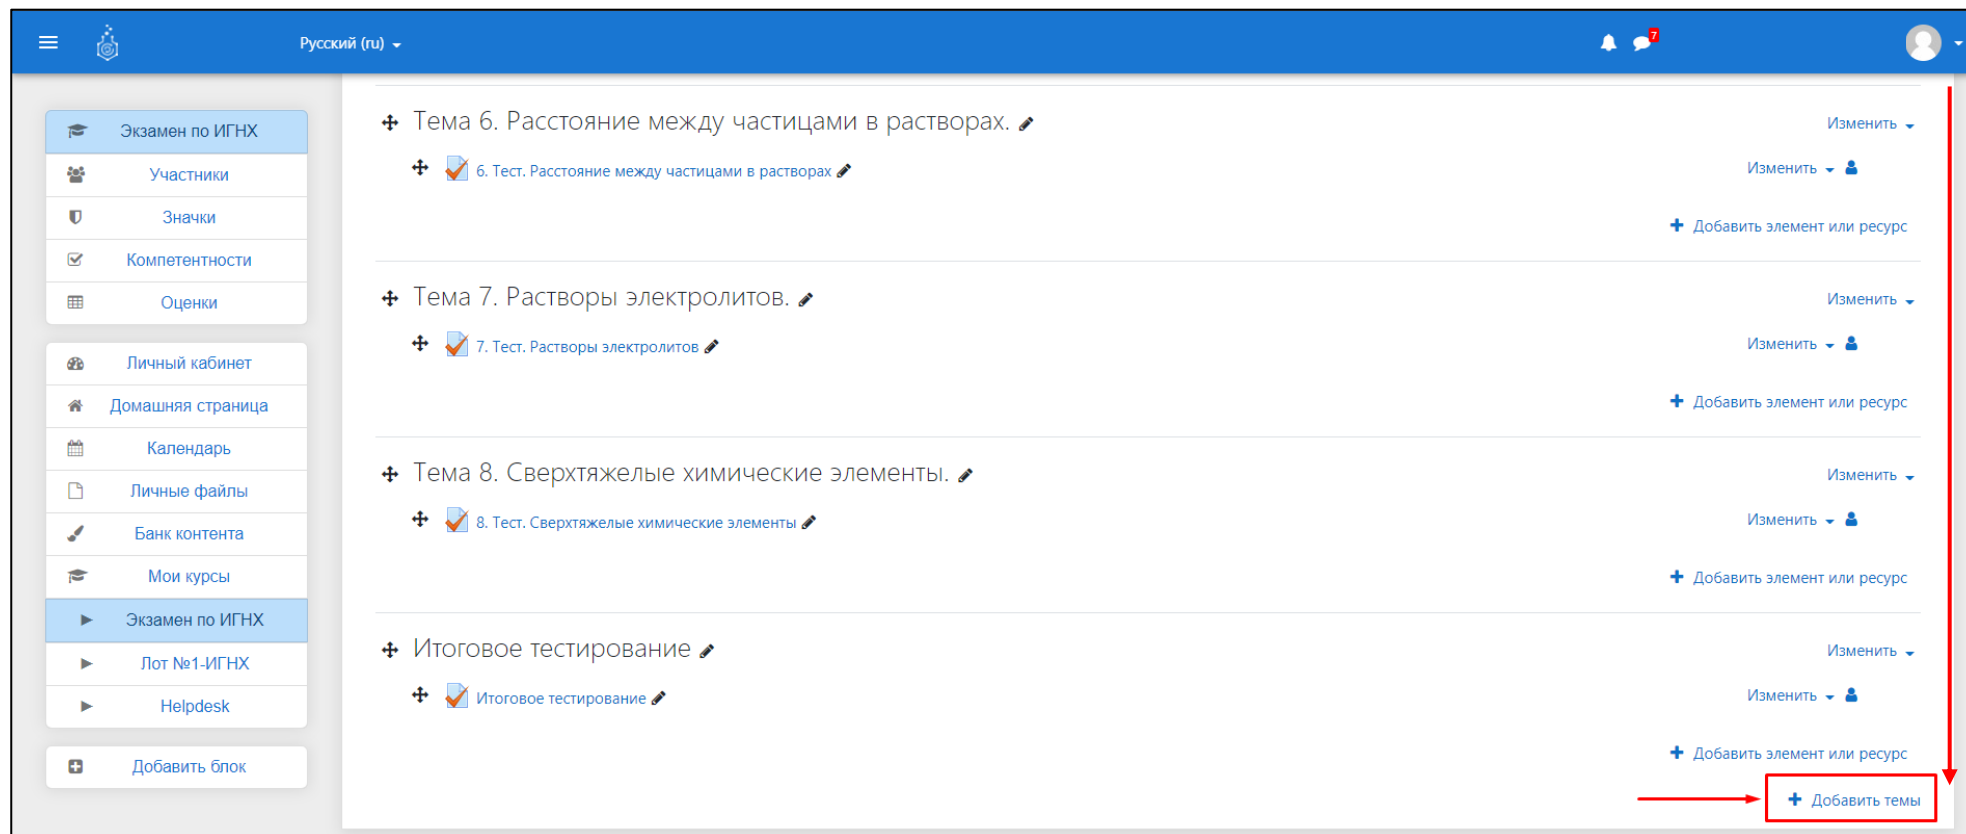 Русский (ru)
7
Экзамен по ИГНХ
Участники
Значки
Компетентности
Оценки
Личный кабинет
Домашняя страница
Календарь
Личные файлы
Банк контента
Мои курсы
Экзамен по ИГНХ
Лот №1-ИГНХ
Helpdesk
Добавить блок
Тема 6. Расстояние между частицами в растворах.
Изменить
6. Тест. Расстояние между частицами в растворах
Изменить
Добавить элемент или ресурс
Тема 7. Растворы электролитов.
Изменить
7. Тест. Растворы электролитов
Изменить
Добавить элемент или ресурс
Тема 8. Сверхтяжелые химические элементы.
Изменить
8. Тест. Сверхтяжелые химические элементы
Изменить
Добавить элемент или ресурс
Итоговое тестирование
Изменить
Итоговое тестирование
Изменить
Добавить элемент или ресурс
Добавить темы